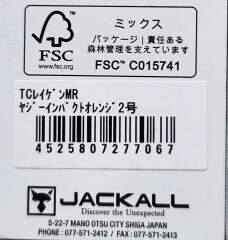 FSC
www.fsc.org
ミックス
パッケージ | 責任ある
森林管理を支えています
FSC™ C015741
TCﾚｲｹﾞﾝMR
ﾔｼﾞｰｲﾝﾊﾟｸﾄｵﾚﾝｼﾞ2号
4525807277067
JACKALL
Discover the Unexpected
5-22-7 MANO OTSU CITY SHIGA JAPAN
PHONE : 077-571-2412 / FAX : 077-571-2413